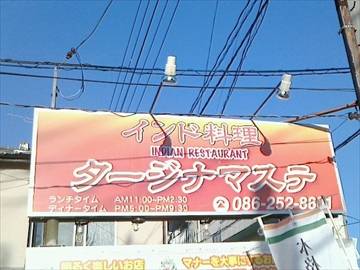 インド料理
INDIAN RESTAURANT
タージナマステ
ランチタイム AM11:00~PM2:30
ディナータイム PM5:00~PM9:30
☎086-252-8811